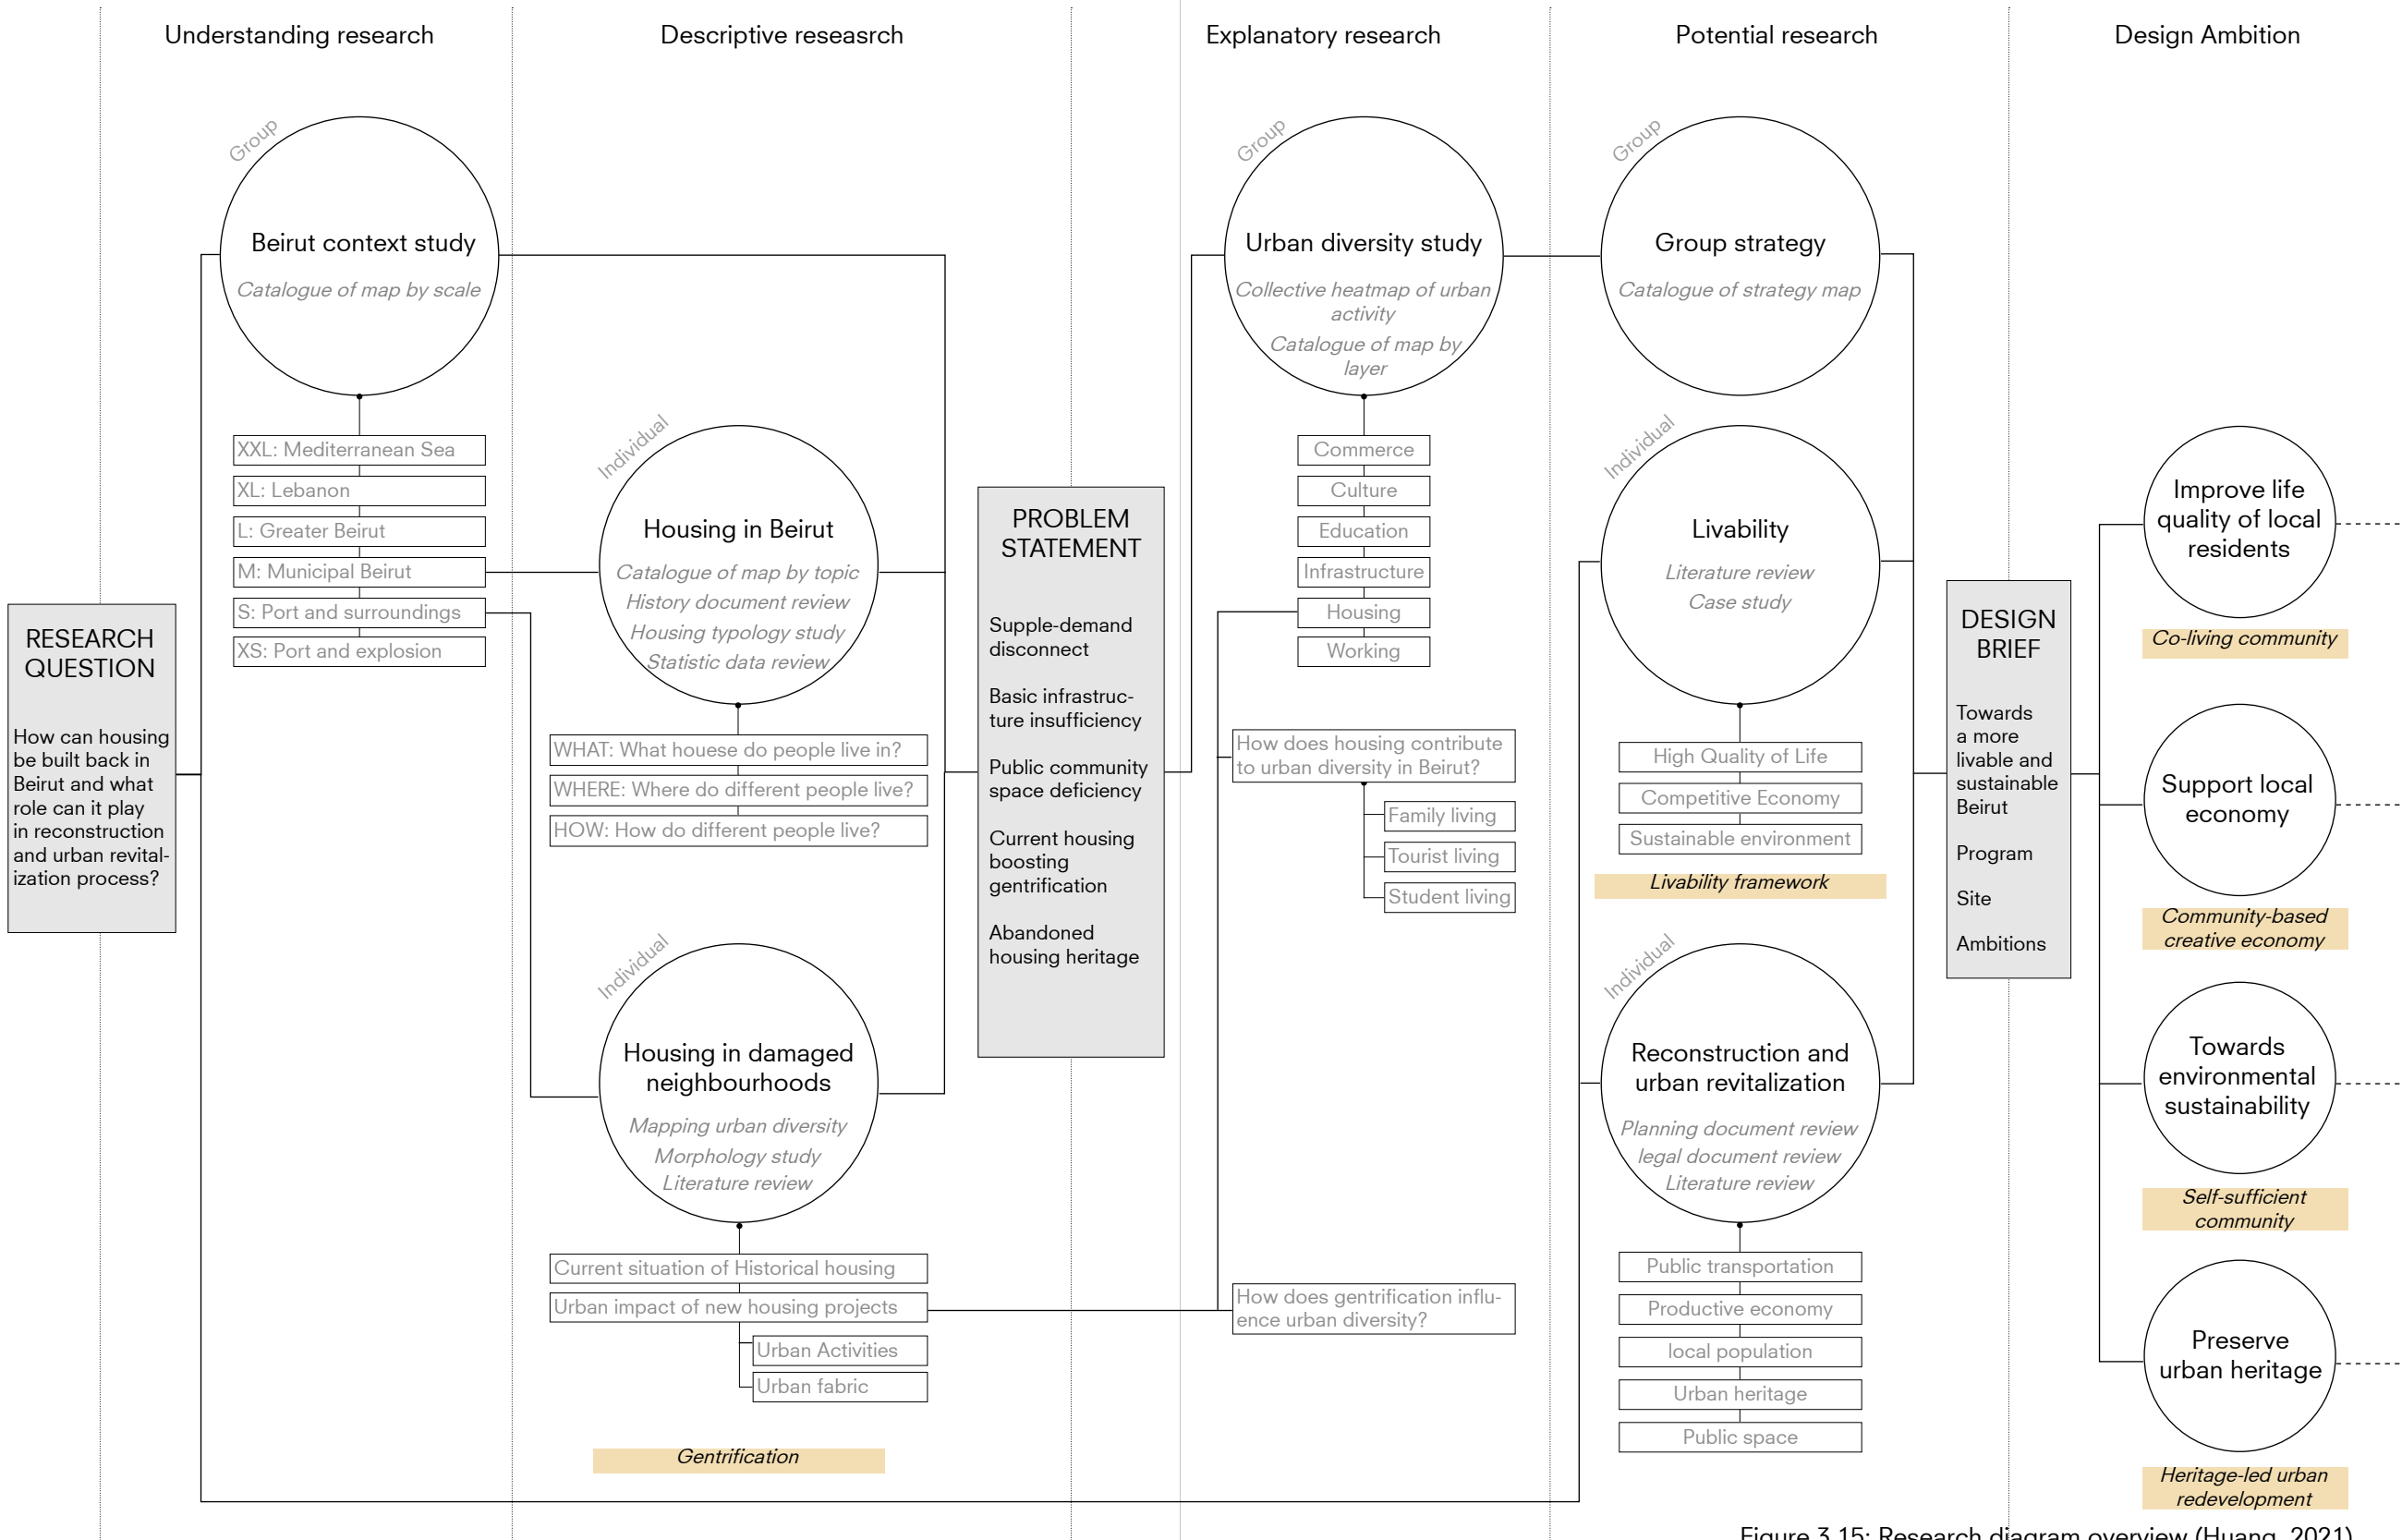 Understanding research
Descriptive reseasrch
Explanatory research
Potential research
Design Ambition
RESEARCH
QUESTION
How can housing
be built back in
Beirut and what
role can it play
in reconstruction
and urban revital-
ization process?
Group
Beirut context study
Catalogue of map by scale
XXL: Mediterranean Sea
XL: Lebanon
L: Greater Beirut
M: Municipal Beirut
S: Port and surroundings
XS: Port and explosion
Individual
Housing in Beirut
Catalogue of map by topic
History document review
Housing typology study
Statistic data review
WHAT: What houese do people live in?
WHERE: Where do different people live?
HOW: How do different people live?
Individual
Housing in damaged
neighbourhoods
Mapping urban diversity
Morphology study
Literature review
Current situation of Historical housing
Urban impact of new housing projects
Urban Activities
Urban fabric
Gentrification
PROBLEM
STATEMENT
Supple-demand
disconnect
Basic infrastruc-
ture insufficiency
Public community
space deficiency
Current housing
boosting
gentrification
Abandoned
housing heritage
Group
Urban diversity study
Collective heatmap of urban
activity
Catalogue of map by
layer
Commerce
Culture
Education
Infrastructure
Housing
Working
How does housing contribute
to urban diversity in Beirut?
Family living
Tourist living
Student living
How does gentrification influ-
ence urban diversity?
Group
Group strategy
Catalogue of strategy map
Individual
Livability
Literature review
Case study
High Quality of Life
Competitive Economy
Sustainable environment
Livability framework
Individual
Reconstruction and
urban revitalization
Planning document review
legal document review
Literature review
Public transportation
Productive economy
local population
Urban heritage
Public space
DESIGN
BRIEF
Towards
a more
livable and
sustainable
Beirut
Program
Site
Ambitions
Improve life
quality of local
residents
Co-living community
Support local
economy
Community-based
creative economy
Towards
environmental
sustainability
Self-sufficient
community
Preserve
urban heritage
Heritage-led urban
redevelopment
Figure 3.15: Research diagram overview (Huang, 2021)